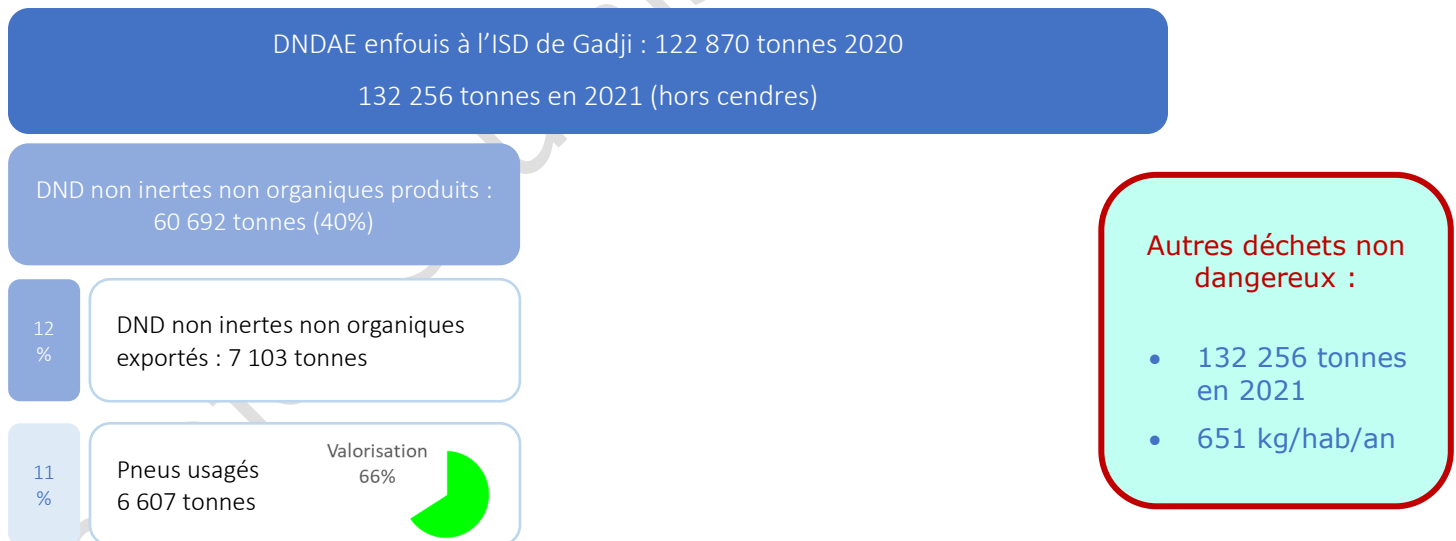 DNDAE enfouis à l’ISD de Gadji : 122 870 tonnes 2020
132 256 tonnes en 2021 (hors cendres)
DND non inertes non organiques produits :
60 692 tonnes (40%)
12
%
DND non inertes non organiques
exportés : 7 103 tonnes
11
%
Pneus usagés
6 607 tonnes
Valorisation
66%
Autres déchets non
dangereux :
• 132 256 tonnes
en 2021
• 651 kg/hab/an